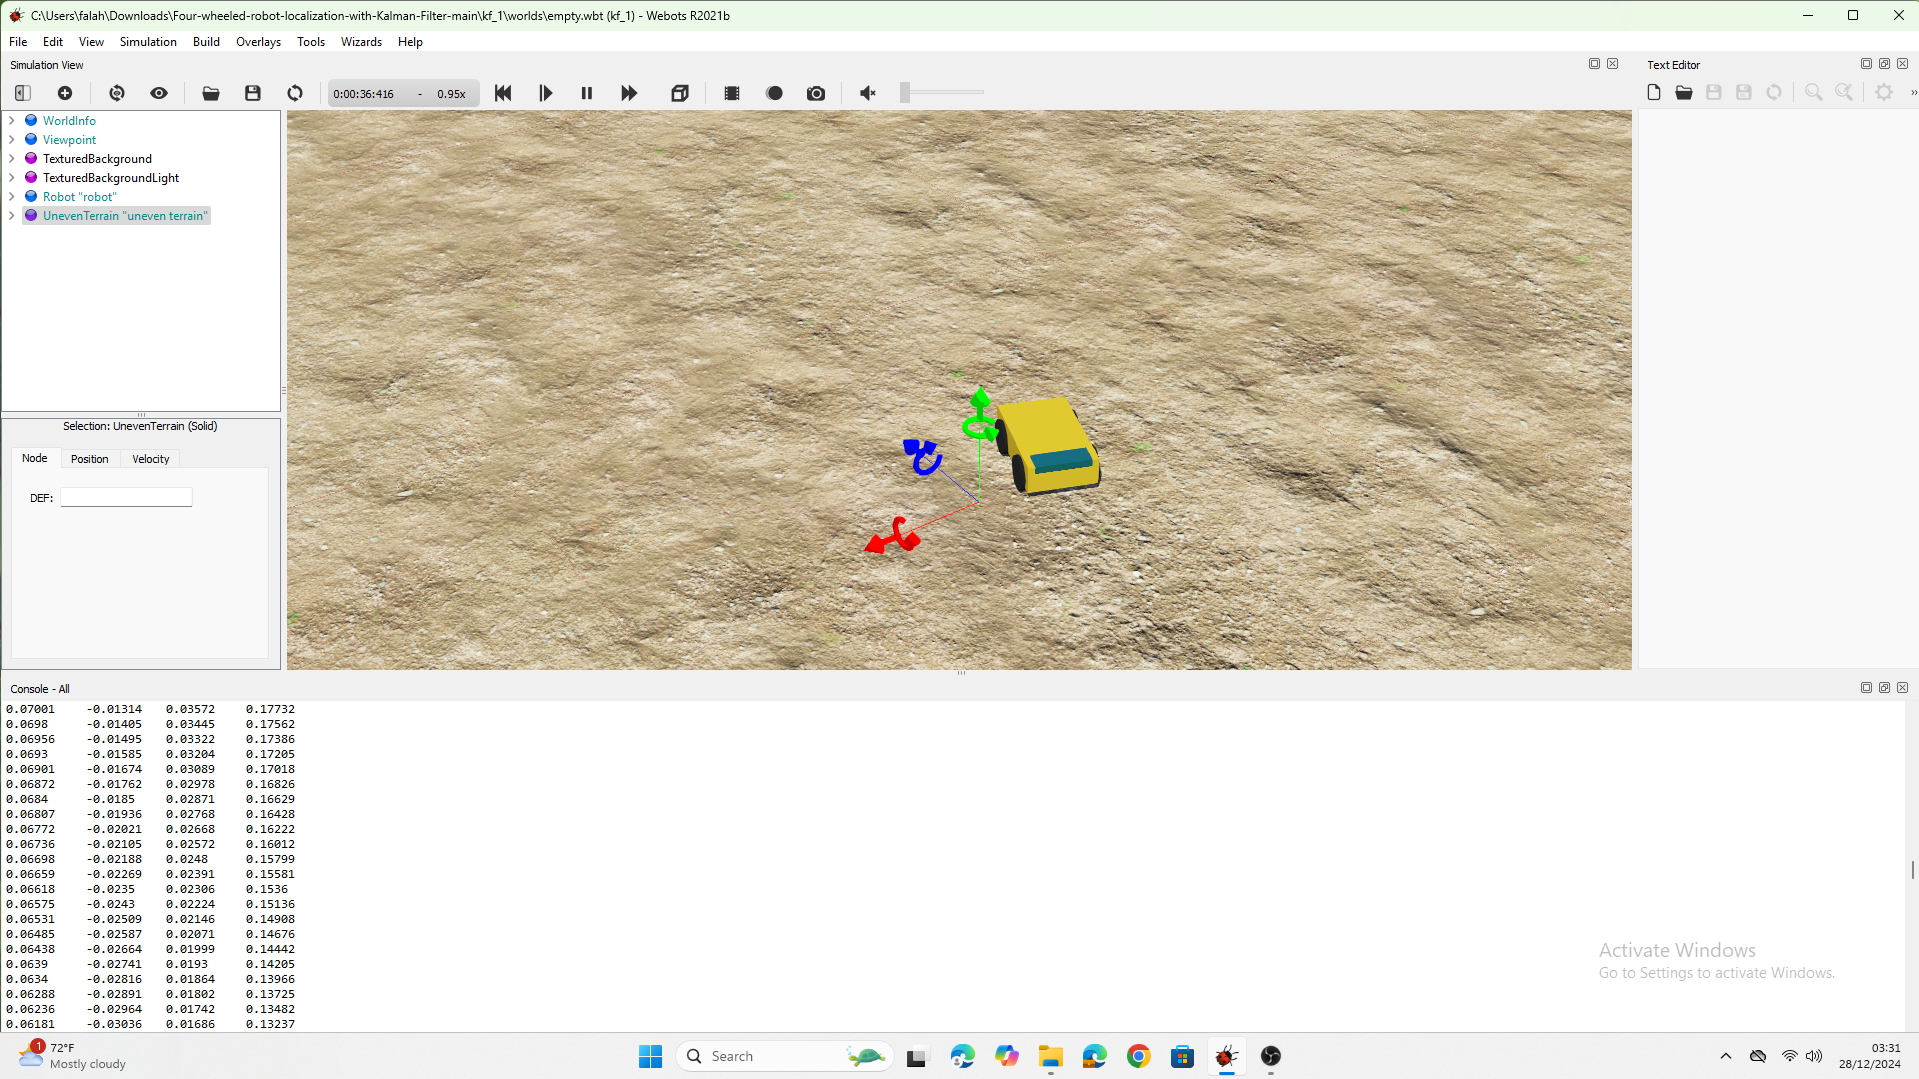 C:\Users\falah\Downloads\Four-wheeled-robot-localization-with-Kalman-Filter-main\kf_1\worlds\empty.wbt (kf_1) - Webots R2021b
File Edit View Simulation Build Overlays Tools Wizards Help
Simulation View
Text Editor
0:00:36:416 - 0.95x
WorldInfo
Viewpoint
TexturedBackground
TexturedBackgroundLight
Robot "robot"
UnevenTerrain "uneven terrain"
Selection: UnevenTerrain (Solid)
Node Position Velocity
DEF:
Console - All
0.07001 -0.01314 0.03572 0.17732
0.0698 -0.01405 0.03445 0.17562
0.06956 -0.01495 0.03322 0.17386
0.0693 -0.01585 0.03204 0.17205
0.06901 -0.01674 0.03089 0.17018
0.06872 -0.01762 0.02978 0.16826
0.0684 -0.0185 0.02871 0.16629
0.06807 -0.01936 0.02768 0.16428
0.06772 -0.02021 0.02668 0.16222
0.06736 -0.02105 0.02572 0.16012
0.06698 -0.02188 0.0248 0.15799
0.06659 -0.02269 0.02391 0.15581
0.06618 -0.0235 0.02306 0.1536
0.06575 -0.0243 0.02224 0.15136
0.06531 -0.02509 0.02146 0.14908
0.06485 -0.02587 0.02071 0.14676
0.06438 -0.02664 0.01999 0.14442
0.0639 -0.02741 0.0193 0.14205
0.0634 -0.02816 0.01864 0.13966
0.06288 -0.02891 0.01802 0.13725
0.06236 -0.02964 0.01742 0.13482
0.06181 -0.03036 0.01686 0.13237
Activate Windows
Go to Settings to activate Windows.
1
72°F
Mostly cloudy
Search
03:31
28/12/2024